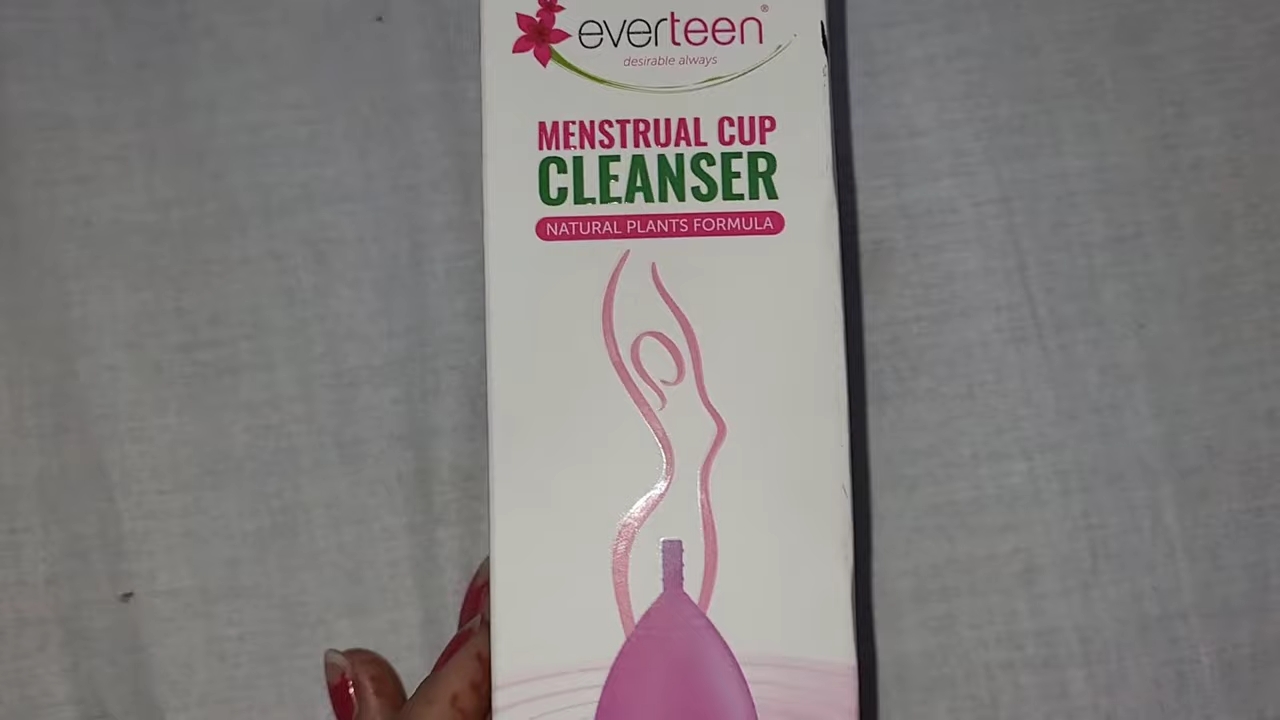 everteen®
desirable always
MENSTRUAL CUP
CLEANSER
NATURAL PLANTS FORMULA